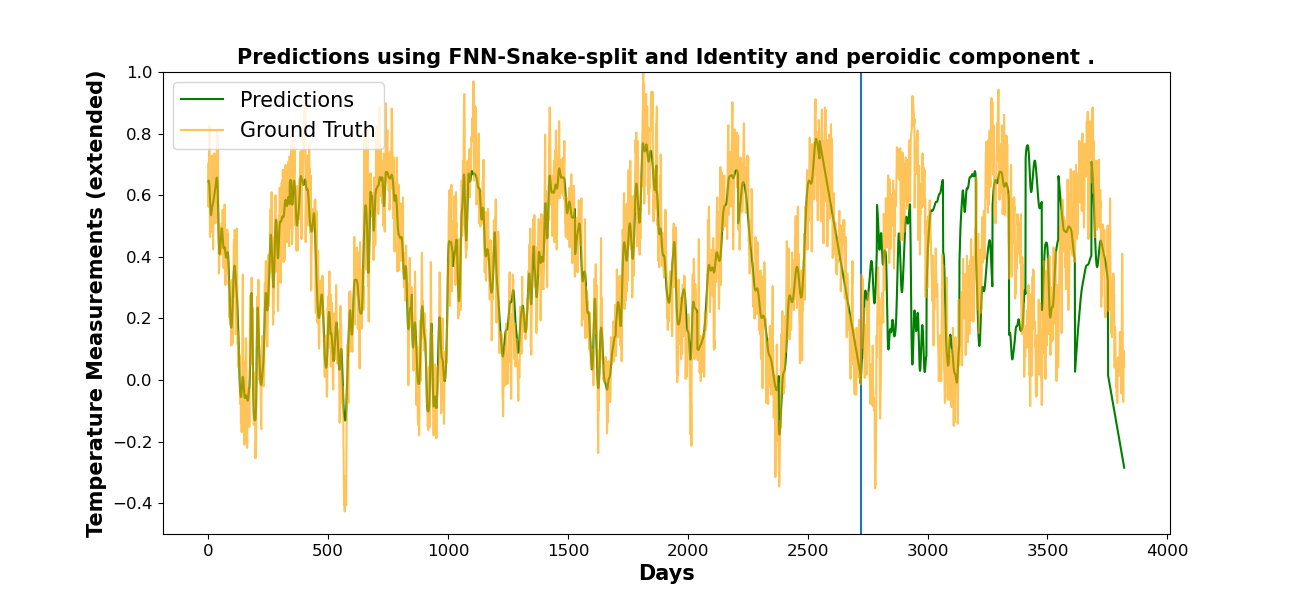 Predictions using FNN-Snake-split and Identity and peroidic component .
Temperature Measurements (extended)
1.0
0.8
0.6
0.4
0.2
0.0
−0.2
−0.4
Predictions
Ground Truth
0 500 1000 1500 2000 2500 3000 3500 4000
Days